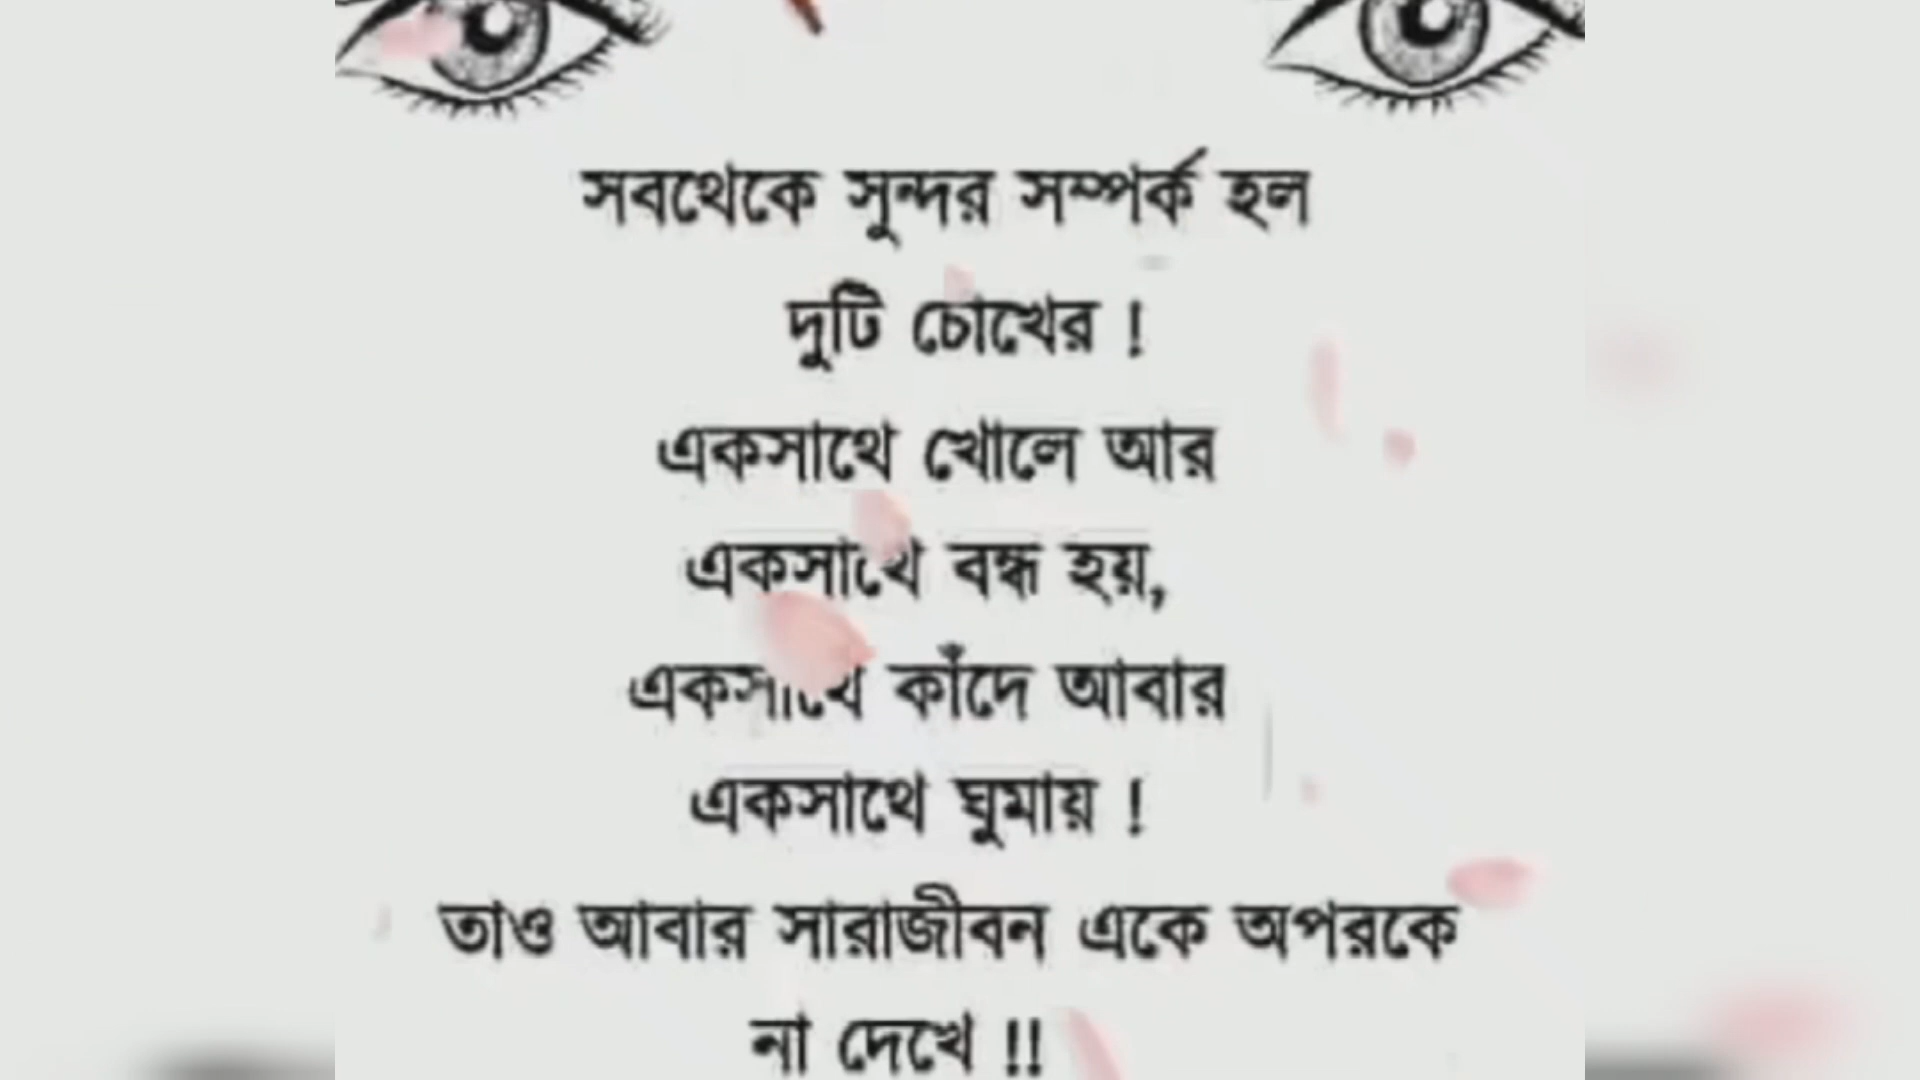 সবথেকে সুন্দর সম্পর্ক হল
দুটি চোখের !
একসাথে খোলে আর
একসাথে বন্ধ হয়,
একসাথে কাঁদে আবার
একসাথে ঘুমায় !
তাও আবার সারাজীবন একে অপরকে
না দেখে !!